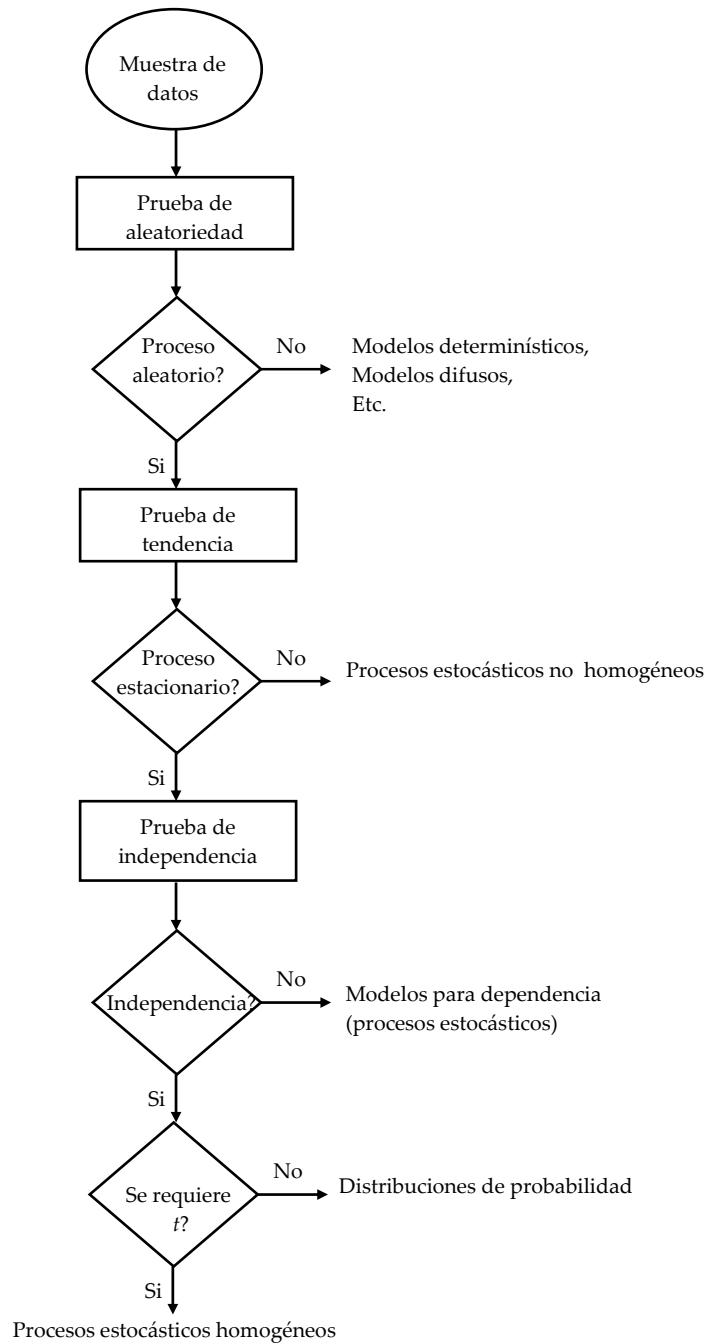 Muestra de
datos
Prueba de
aleatoriedad
Proceso
aleatorio?
No
Modelos determinísticos,
Modelos difusos,
Etc.
Si
Prueba de
tendencia
Proceso
estacionario?
No
Procesos estocásticos no homogéneos
Si
Prueba de
independencia
Independencia?
No
Modelos para dependencia
(procesos estocásticos)
Si
Se requiere
t?
No
Distribuciones de probabilidad
Si
Procesos estocásticos homogéneos